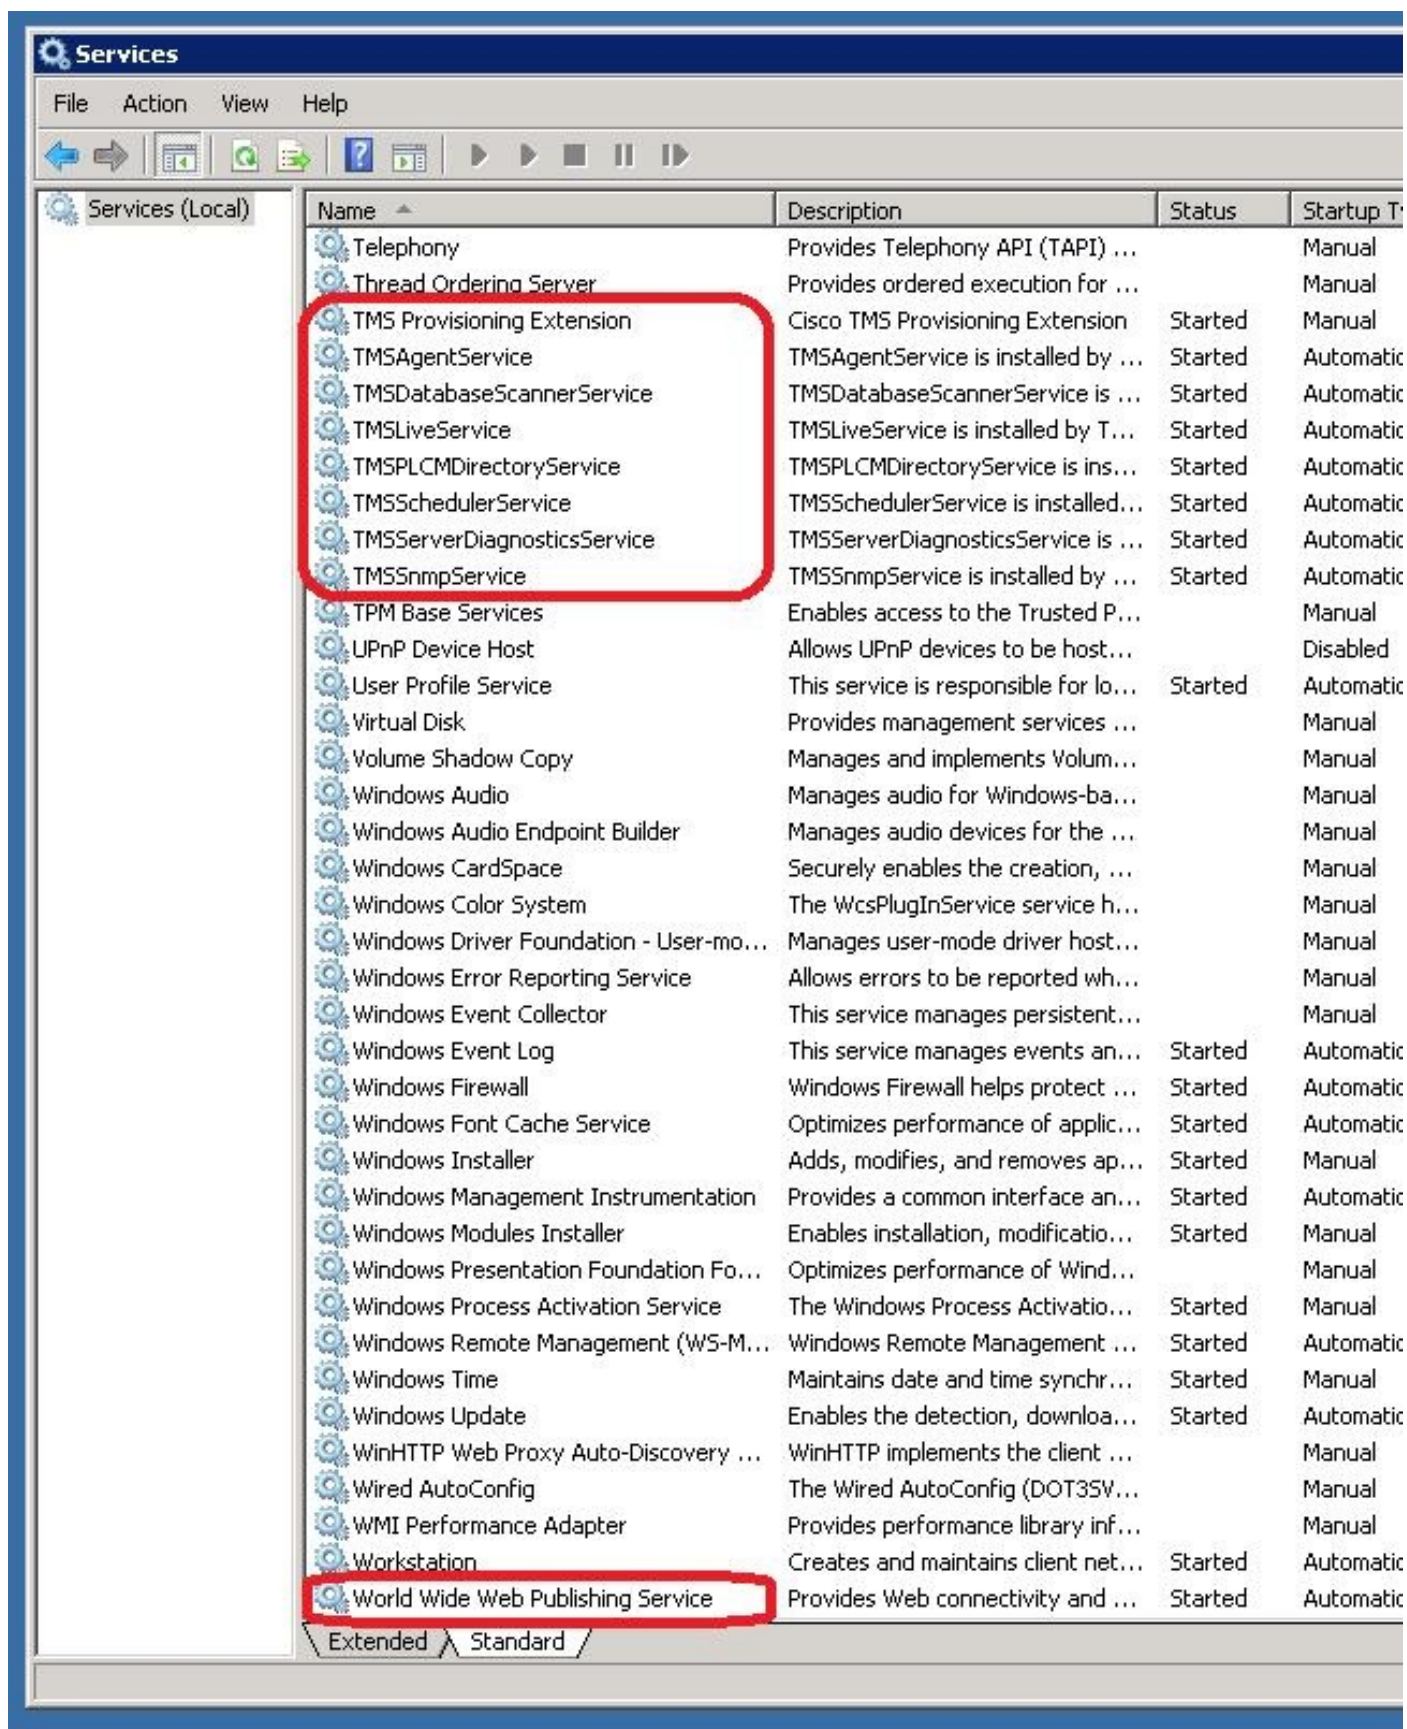 Services
File Action View Help
Services (Local)
Name Description Status Startup T
Telephony Provides Telephony API (TAPI) ... Manual
Thread Ordering Server Provides ordered execution for ... Manual
TMS Provisioning Extension Cisco TMS Provisioning Extension Started Manual
TMSAgentService TMSAgentService is installed by ... Started Automatic
TMSDatabaseScannerService TMSDatabaseScannerService is ... Started Automatic
TMSLiveService TMSLiveService is installed by T... Started Automatic
TMSPLCMDirectoryService TMSPLCMDirectoryService is ins... Started Automatic
TMSSchedulerService TMSSchedulerService is installed... Started Automatic
TMSServerDiagnosticsService TMSServerDiagnosticsService is ... Started Automatic
TMSSnmpService TMSSnmpService is installed by ... Started Automatic
TPM Base Services Enables access to the Trusted P... Manual
UPnP Device Host Allows UPnP devices to be host... Disabled
User Profile Service This service is responsible for lo... Started Automatic
Virtual Disk Provides management services ... Manual
Volume Shadow Copy Manages and implements Volum... Manual
Windows Audio Manages audio for Windows-ba... Manual
Windows Audio Endpoint Builder Manages audio devices for the ... Manual
Windows CardSpace Securely enables the creation, ... Manual
Windows Color System The WcsPlugInService service h... Manual
Windows Driver Foundation - User-mo... Manages user-mode driver host... Manual
Windows Error Reporting Service Allows errors to be reported wh... Manual
Windows Event Collector This service manages persistent... Manual
Windows Event Log This service manages events an... Started Automatic
Windows Firewall Windows Firewall helps protect ... Started Automatic
Windows Font Cache Service Optimizes performance of applic... Started Automatic
Windows Installer Adds, modifies, and removes ap... Started Manual
Windows Management Instrumentation Provides a common interface an... Started Automatic
Windows Modules Installer Enables installation, modificatio... Started Manual
Windows Presentation Foundation Fo... Optimizes performance of Wind... Manual
Windows Process Activation Service The Windows Process Activatio... Started Manual
Windows Remote Management (WS-M... Windows Remote Management ... Started Automatic
Windows Time Maintains date and time synchr... Started Manual
Windows Update Enables the detection, downloa... Started Automatic
WinHTTP Web Proxy Auto-Discovery ... WinHTTP implements the client ... Manual
Wired AutoConfig The Wired AutoConfig (DOT3SV... Manual
WMI Performance Adapter Provides performance library inf... Manual
Workstation Creates and maintains client net... Started Automatic
World Wide Web Publishing Service Provides Web connectivity and ... Started Automatic
Extended Standard